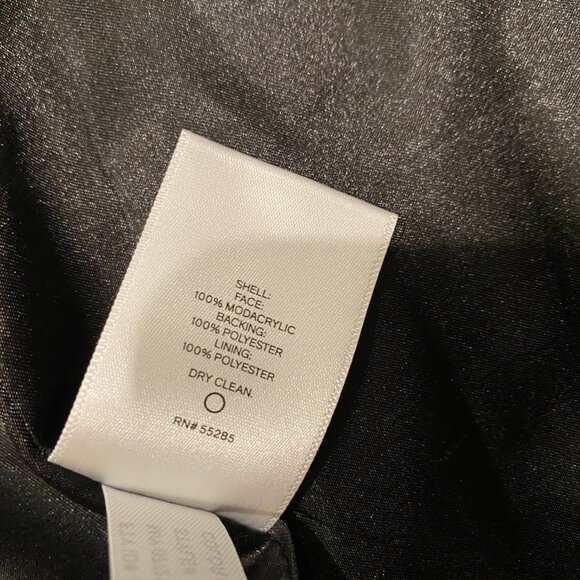 SHELL:
FACE:
100% MODACRYLIC
BACKING:
100% POLYESTER
LINING:
100% POLYESTER
DRY CLEAN.
RN# 55285